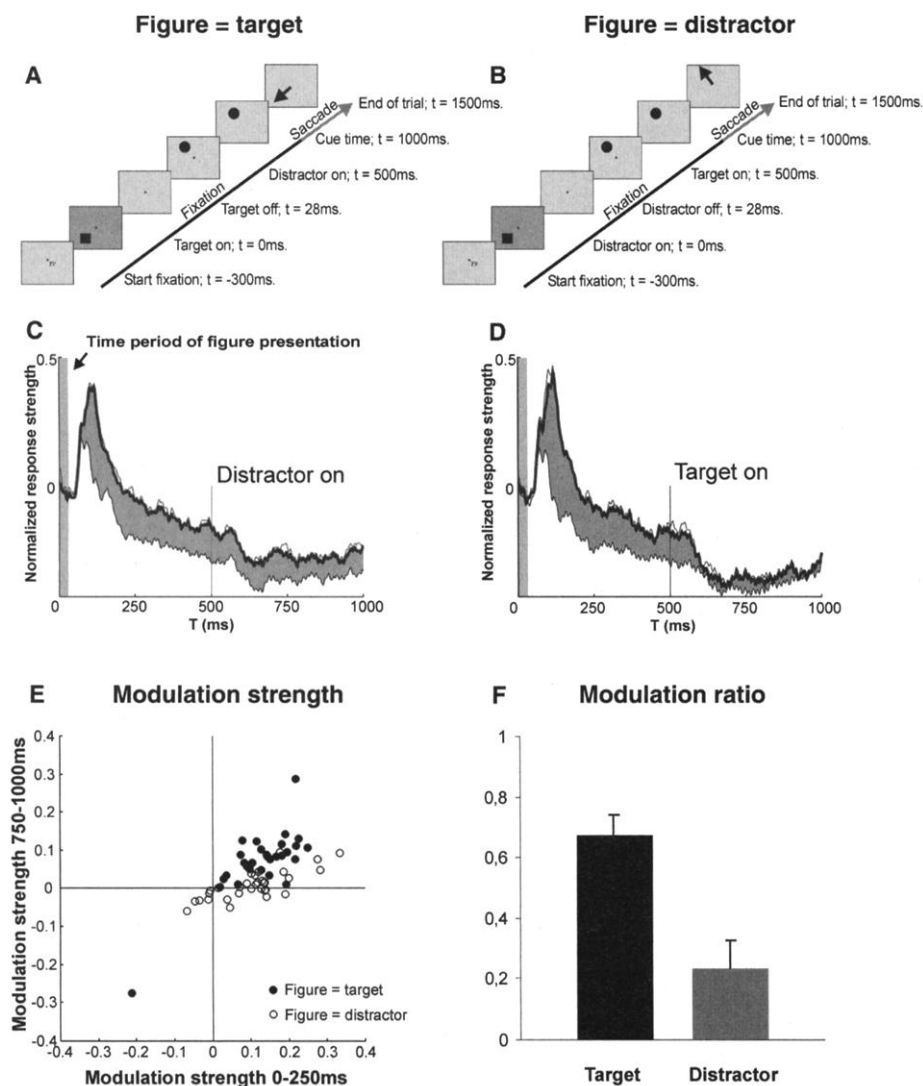 Figure = target
Figure = distractor
A
B
Saccade
Fixation
End of trial; t = 1500ms.
Cue time; t = 1000ms.
Distractor on; t = 500ms.
Target off; t = 28ms.
Target on; t = 0ms.
Start fixation; t = -300ms.
Saccade
Fixation
End of trial; t = 1500ms.
Cue time; t = 1000ms.
Target on; t = 500ms.
Distractor off; t = 28ms.
Distractor on; t = 0ms.
Start fixation; t = -300ms.
C
Time period of figure presentation
0.5
0
Normalized response strength
Distractor on
0 250 500 750 1000
T (ms)
D
0.5
0
Normalized response strength
Target on
0 250 500 750 1000
T (ms)
E Modulation strength
Modulation strength 750-1000ms
0.4
0.3
0.2
0.1
0
-0.1
-0.2
-0.3
-0.4
Figure = target
Figure = distractor
-0.4 -0.3 -0.2 -0.1 0 0.1 0.2 0.3 0.4
Modulation strength 0-250ms
F Modulation ratio
1
0,8
0,6
0,4
0,2
0
Target Distractor